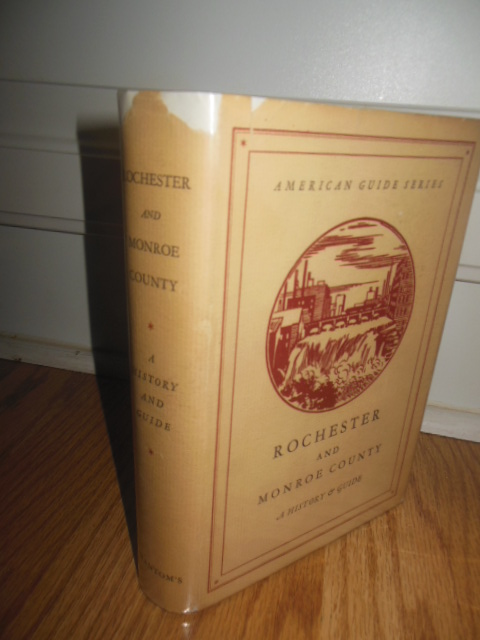 ROCHESTER
AND
MONROE
COUNTY
A
HISTORY
AND
GUIDE
AMERICAN GUIDE SERIES
ROCHESTER
AND
MONROE COUNTY
A HISTORY & GUIDE